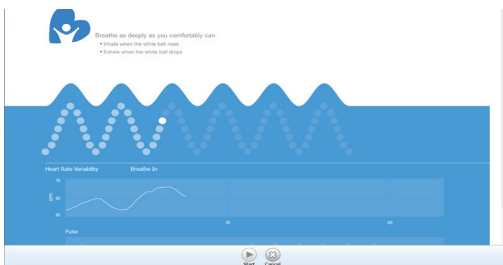 Breathe as deeply as you comfortably can
• Inhale when the white ball rises
• Exhale when the white ball drops
Heart Rate Variability Breathe In
70
BPM
60
30
60
Pulse
Start Cancel